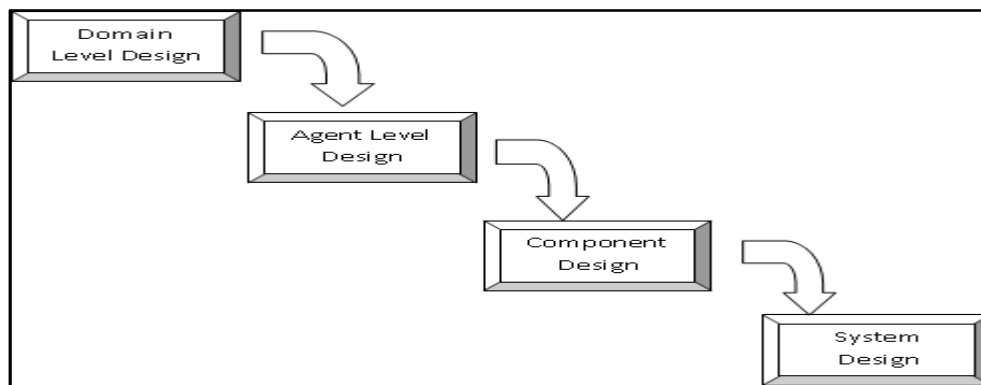 Domain
Level Design
Agent Level
Design
Component
Design
System
Design